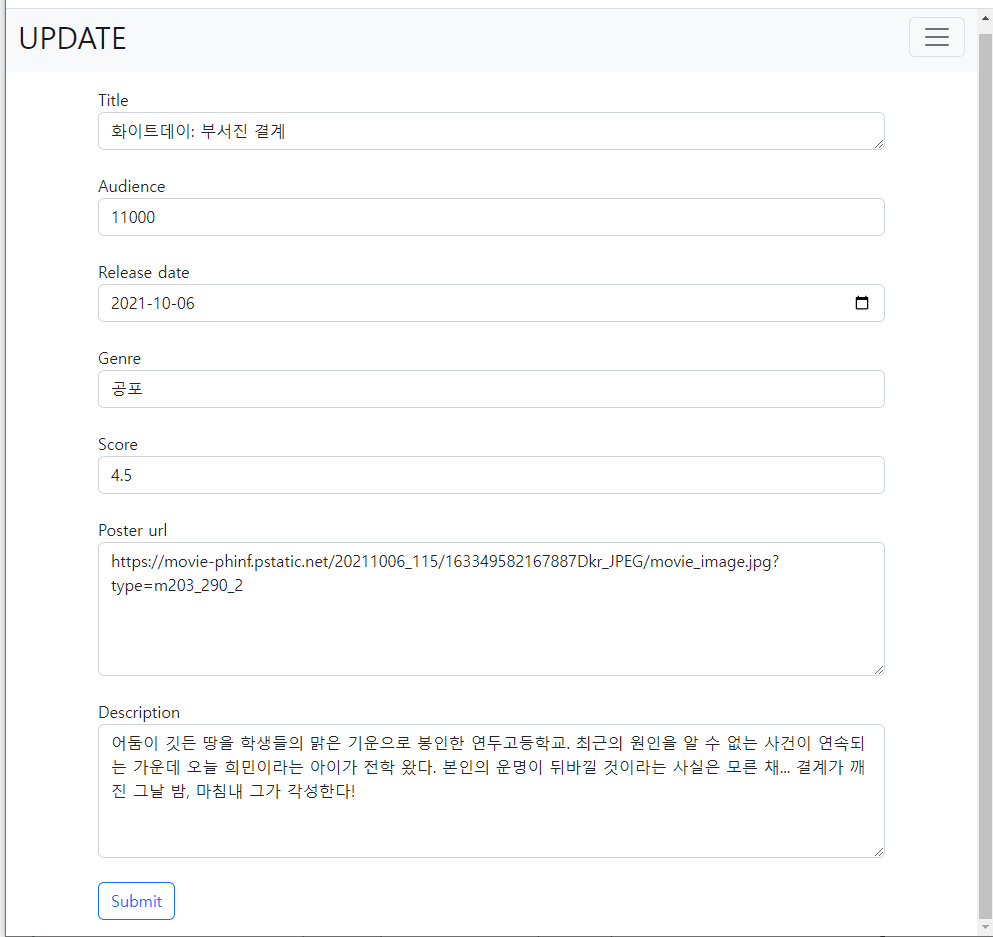 UPDATE
Title
화이트데이: 부서진 결계
Audience
11000
Release date
2021-10-06
Genre
공포
Score
4.5
Poster url
https://movie-phinf.pstatic.net/20211006_115/163349582167887Dkr_JPEG/movie_image.jpg?
type=m203_290_2
Description
어둠이 깃든 땅을 학생들의 맑은 기운으로 봉인한 연두고등학교. 최근의 원인을 알 수 없는 사건이 연속되
는 가운데 오늘 희민이라는 아이가 전학 왔다. 본인의 운명이 뒤바낄 것이라는 사실은 모른 채... 결계가 깨
진 그날 밤, 마침내 그가 각성한다!
Submit